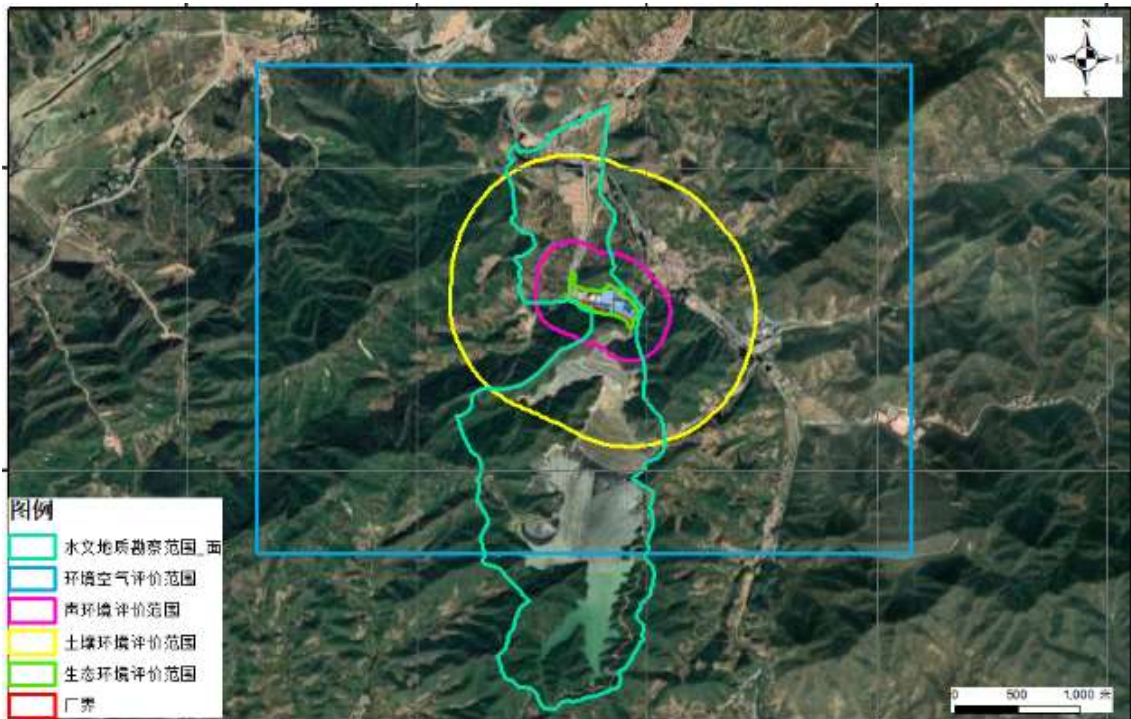 N
W
S
图例
水文地质勘察范围_面
环境空气评价范围
声环境评价范围
土壤环境评价范围
生态环境评价范围
厂界
0 500 1,000 米